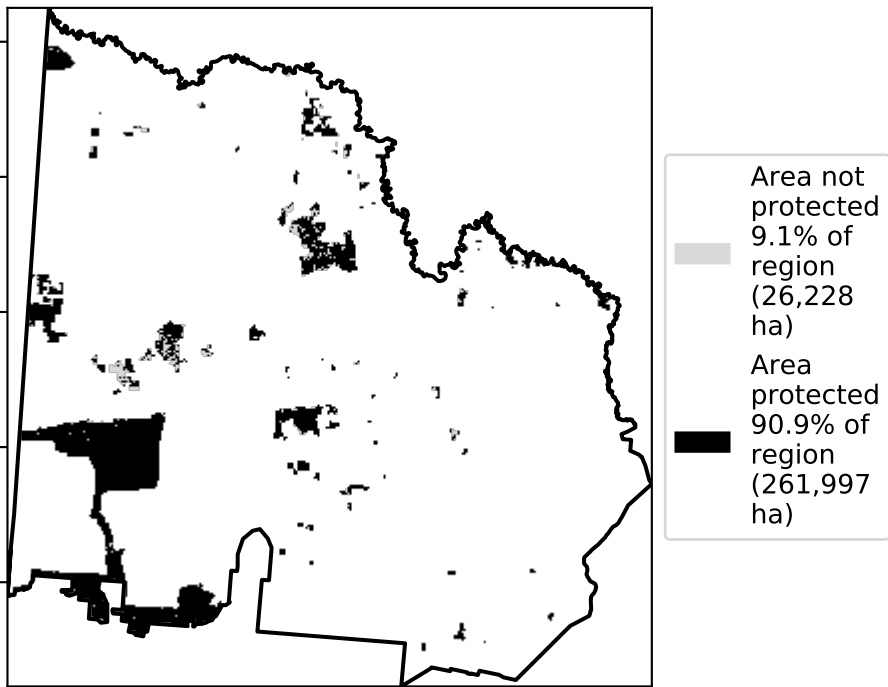 Area not
protected
9.1% of
region
(26,228
ha)
Area
protected
90.9% of
region
(261,997
ha)